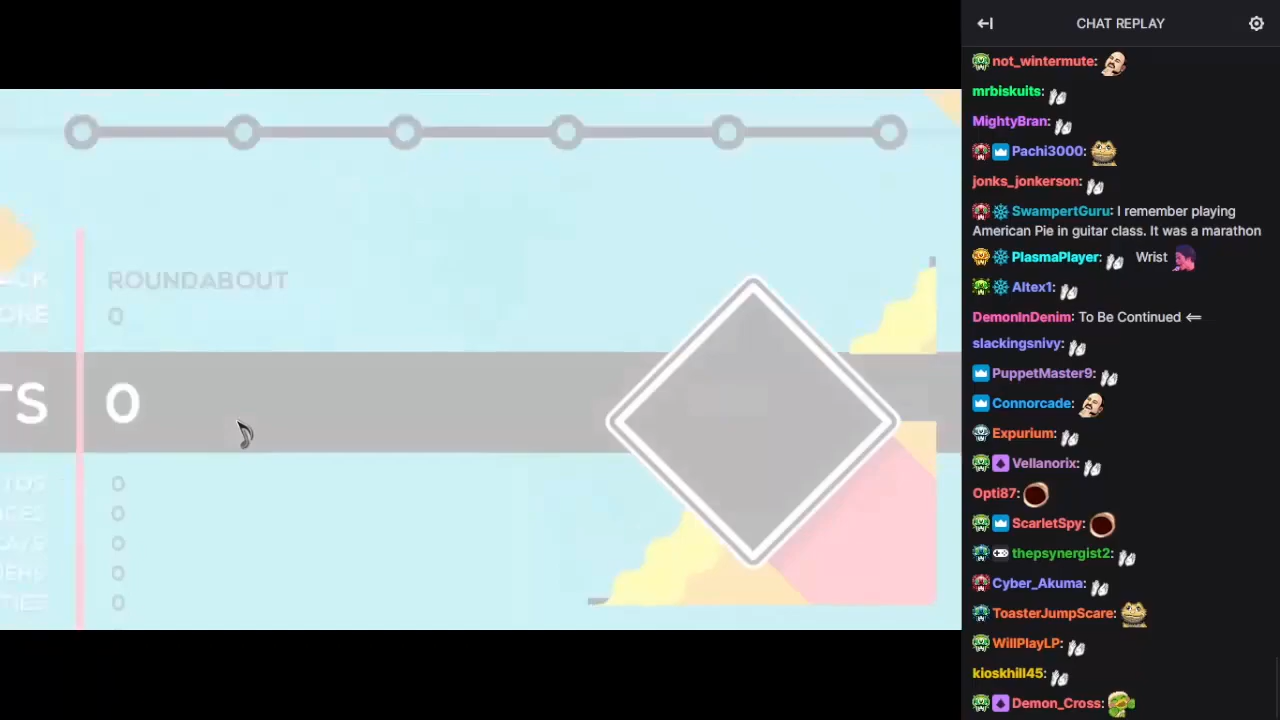 CHAT REPLAY
not_wintermute:
mrbiskuits:
MightyBran:
Pachi3000:
jonks_jonkerson:
SwampertGuru: I remember playing
American Pie in guitar class. It was a marathon
PlasmaPlayer: Wrist
Altex1:
DemonInDenim: To Be Continued ⇐
slackingsnivy:
PuppetMaster9:
Connorcade:
Expurium:
Vellanorix:
Opti87:
ScarletSpy:
thepsynergist2:
Cyber_Akuma:
ToasterJumpScare:
WillPlayLP:
kioskhill45:
Demon_Cross:
ROUNDABOUT
0
TS 0
0
0
0
0
0